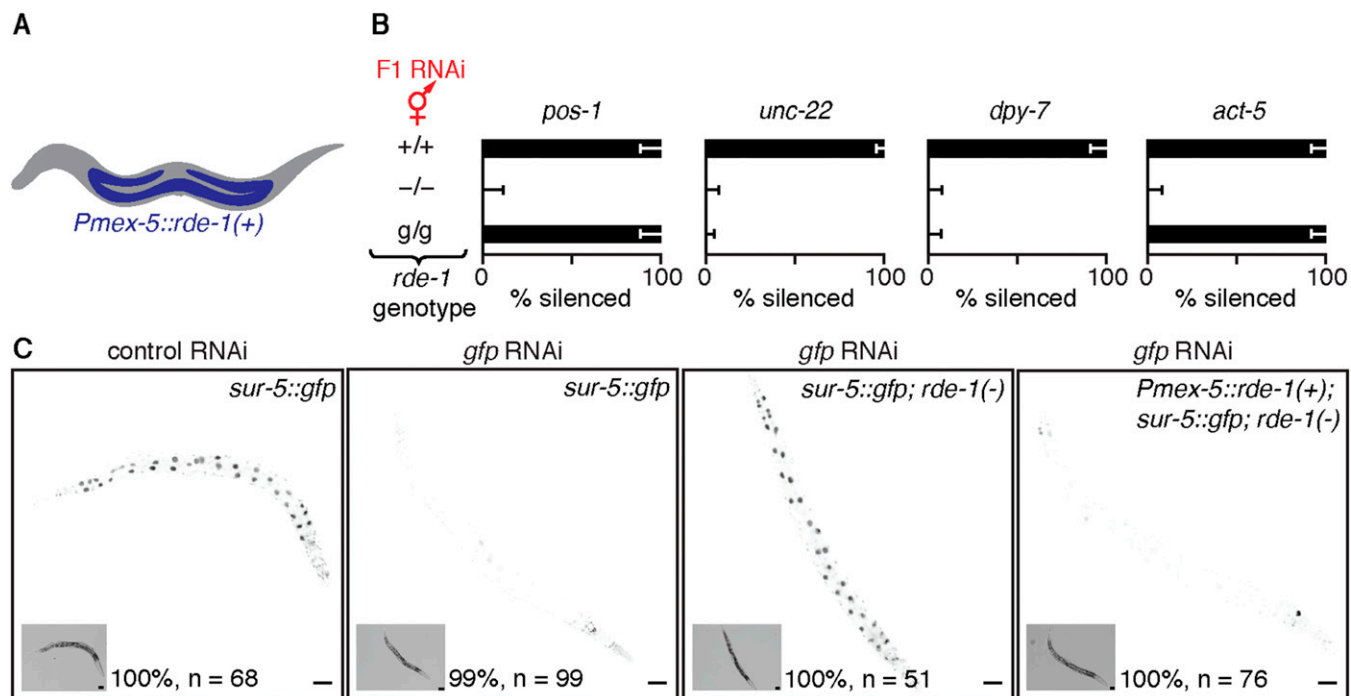 A
Pmex-5::rde-1(+)
B
F1 RNAi
+/+
−/−
g/g
rde-1
genotype
pos-1
0
100
% silenced
unc-22
0
100
% silenced
dpy-7
0
100
% silenced
act-5
0
100
% silenced
C
control RNAi
sur-5::gfp
100%, n = 68
gfp RNAi
sur-5::gfp
99%, n = 99
gfp RNAi
sur-5::gfp; rde-1(-)
100%, n = 51
gfp RNAi
Pmex-5::rde-1(+);
sur-5::gfp; rde-1(-)
100%, n = 76